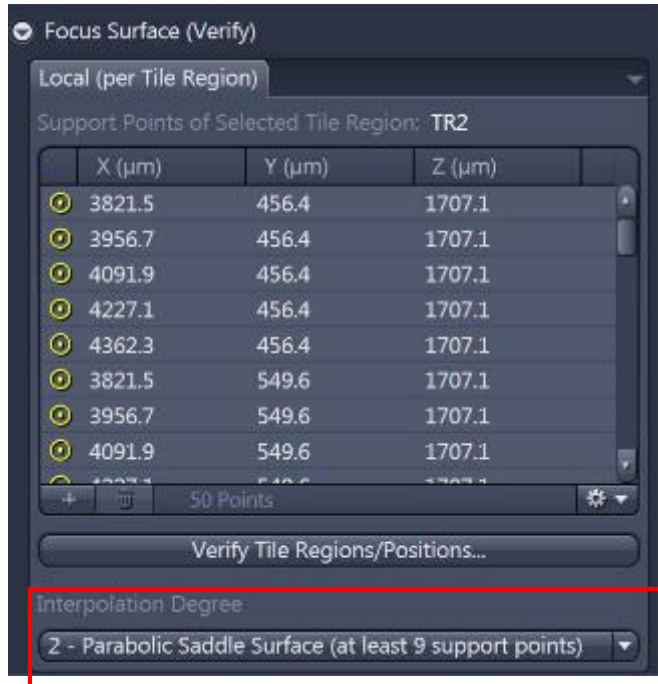 Focus Surface (Verify)
Local (per Tile Region)
Support Points of Selected Tile Region: TR2
X (µm) Y (µm) Z (µm)
3821.5 456.4 1707.1
3956.7 456.4 1707.1
4091.9 456.4 1707.1
4227.1 456.4 1707.1
4362.3 456.4 1707.1
3821.5 549.6 1707.1
3956.7 549.6 1707.1
4091.9 549.6 1707.1
50 Points
Verify Tile Regions/Positions...
Interpolation Degree
2 - Parabolic Saddle Surface (at least 9 support points)